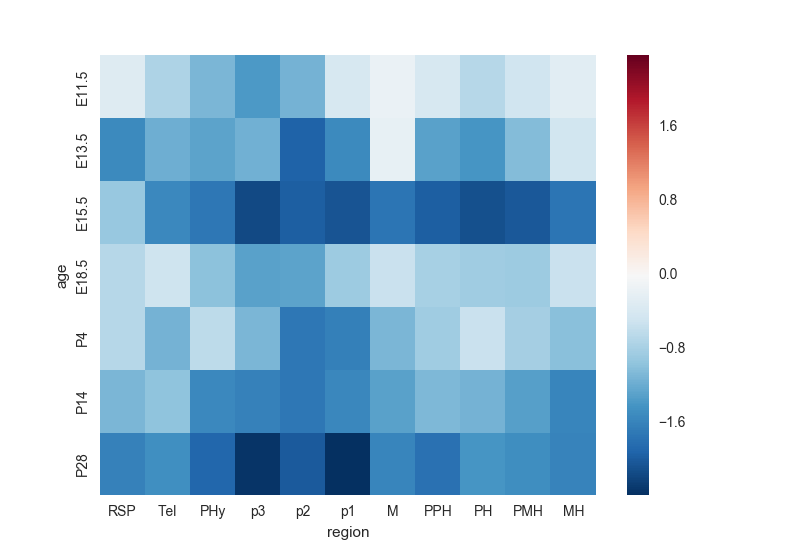 E11.5
E13.5
E15.5
E18.5
P4
P14
P28
age
RSP Tel PHy p3 p2 p1 M PPH PH PMH MH
region
1.6
0.8
0.0
−0.8
−1.6